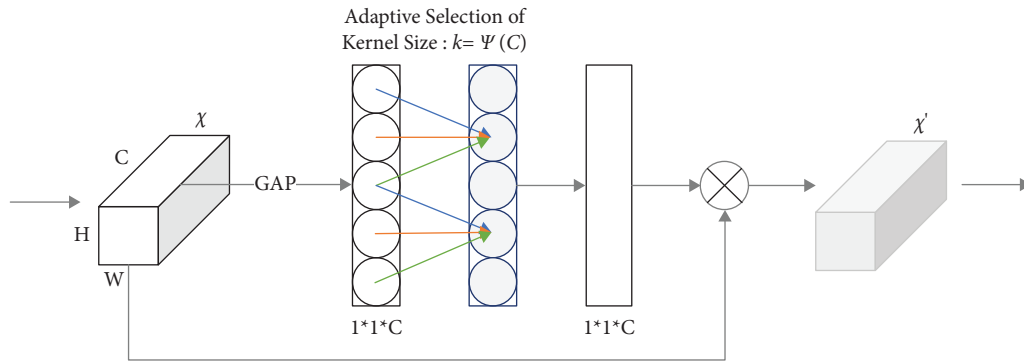 Adaptive Selection of
Kernel Size : k= Ψ (C)
χ
C
GAP
H
W
1*1*C
1*1*C
χ'